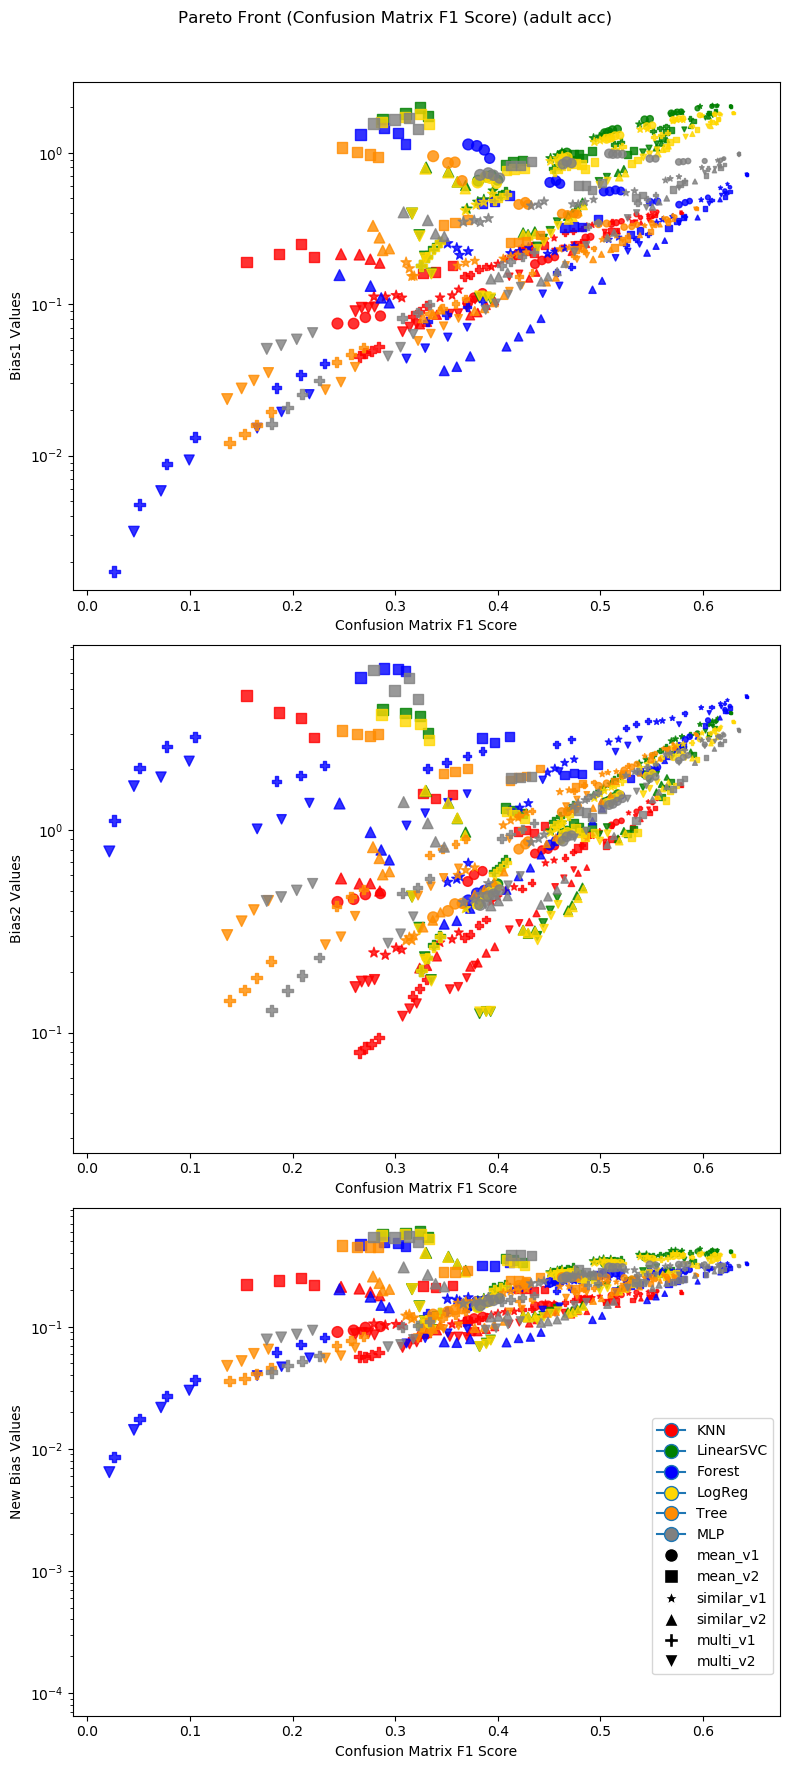 Pareto Front (Confusion Matrix F1 Score) (adult acc)
10⁰
10⁻¹
10⁻²
Bias1 Values
0.0 0.1 0.2 0.3 0.4 0.5 0.6
Confusion Matrix F1 Score
10⁰
10⁻¹
Bias2 Values
0.0 0.1 0.2 0.3 0.4 0.5 0.6
Confusion Matrix F1 Score
10⁻¹
10⁻²
10⁻³
10⁻⁴
New Bias Values
KNN
LinearSVC
Forest
LogReg
Tree
MLP
mean_v1
mean_v2
similar_v1
similar_v2
multi_v1
multi_v2
0.0 0.1 0.2 0.3 0.4 0.5 0.6
Confusion Matrix F1 Score